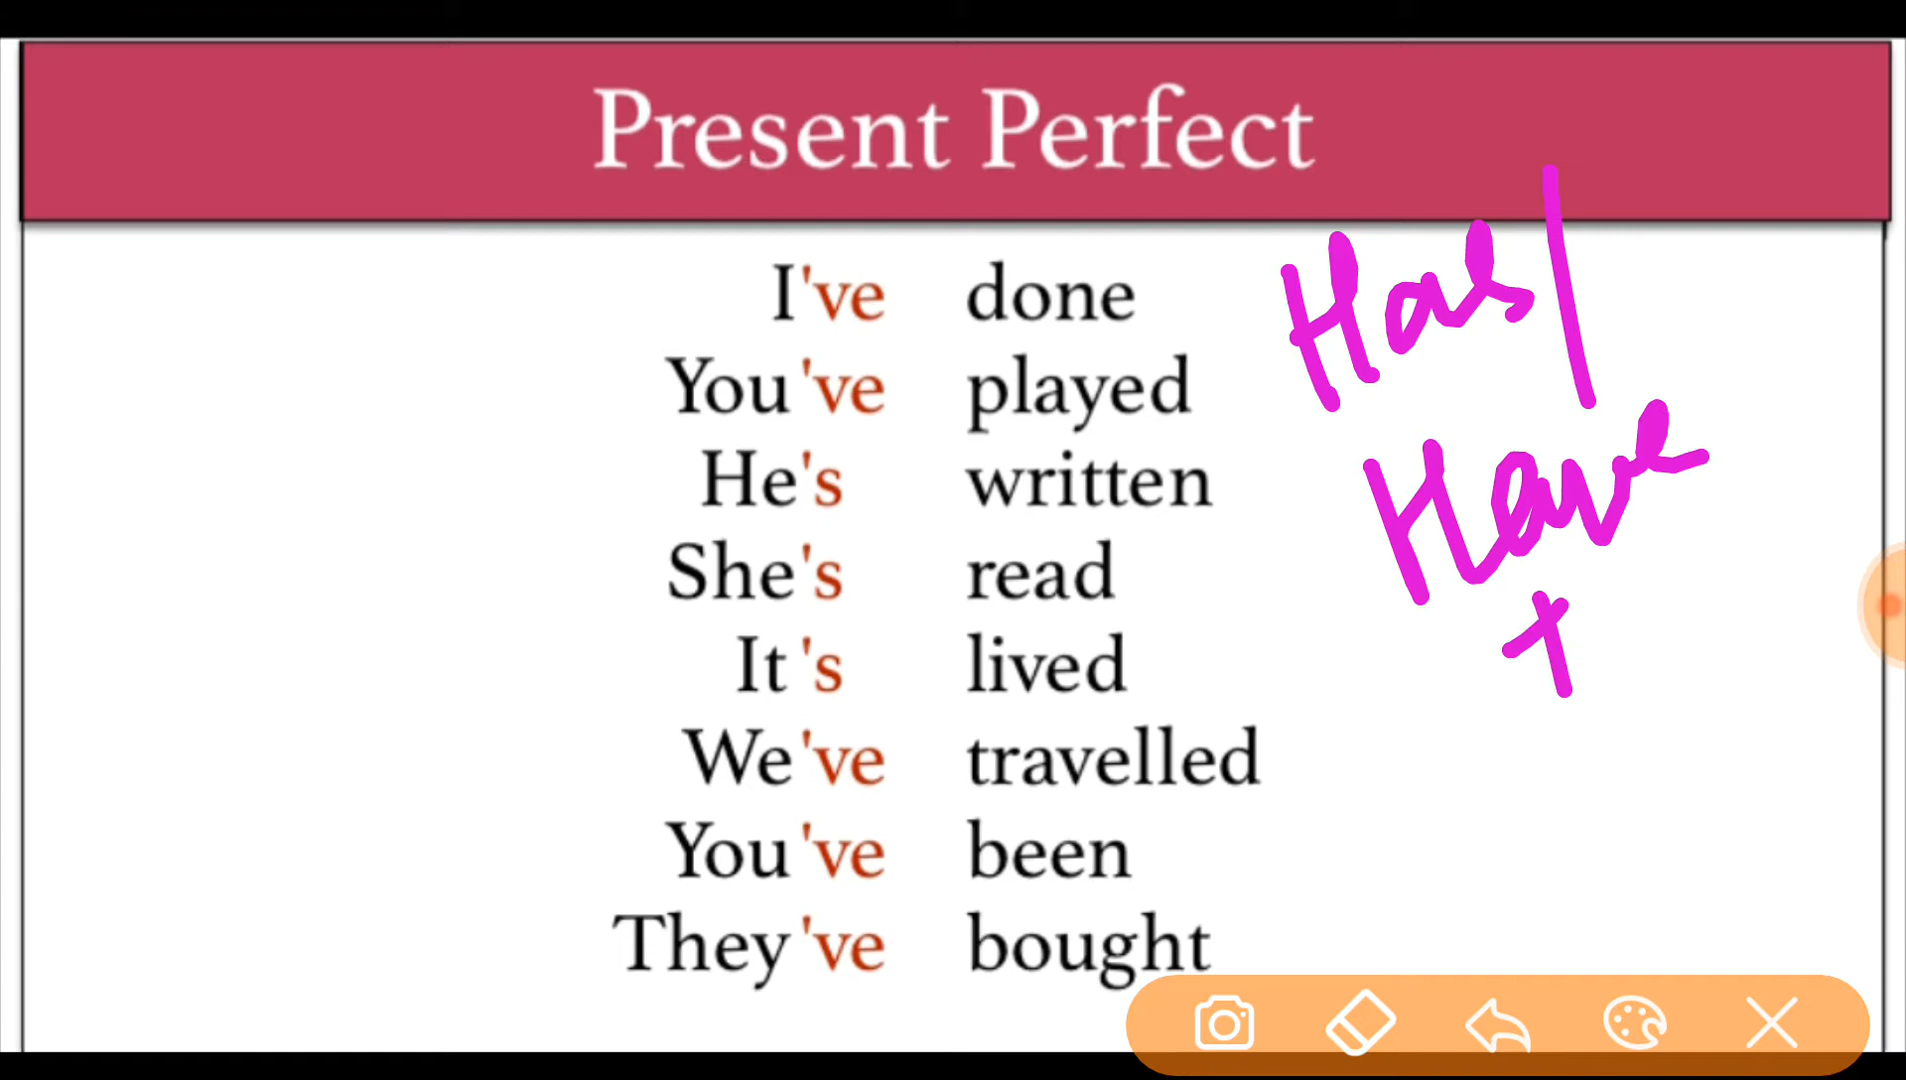 Present Perfect
I've done
You've played
He's written
She's read
It's lived
We've travelled
You've been
They've bought
Has/
Have
+